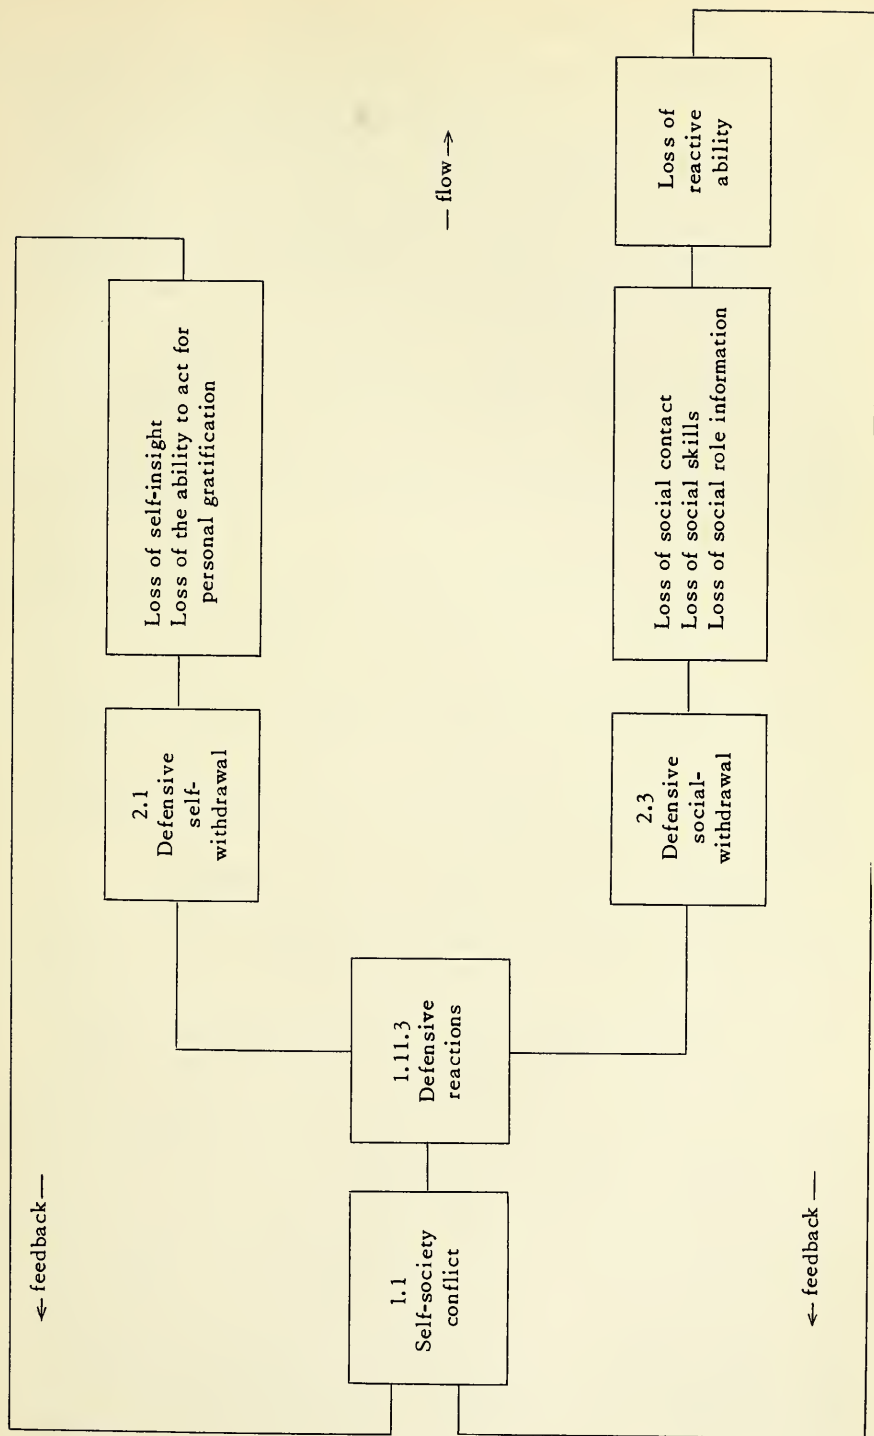 ← feedback —
1.1
Self-society
conflict
1.11.3
Defensive
reactions
2.1
Defensive
self-
withdrawal
Loss of self-insight
Loss of the ability to act for
personal gratification
— flow →
2.3
Defensive
social-
withdrawal
Loss of social contact
Loss of social skills
Loss of social role information
Loss of
reactive
ability
← feedback —